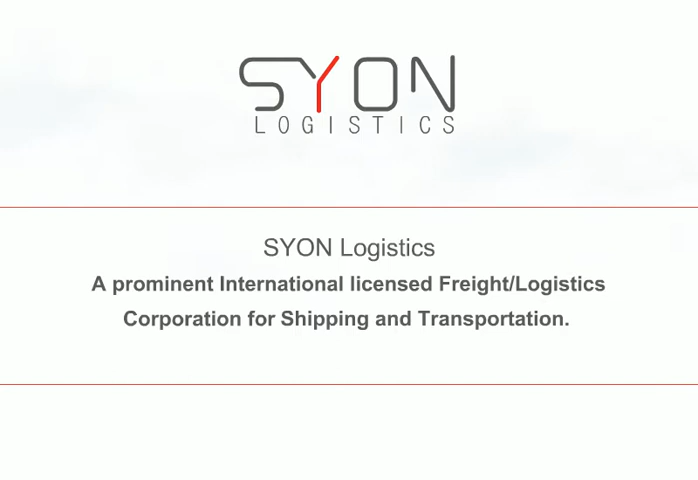 SYON
LOGISTICS
SYON Logistics
A prominent International licensed Freight/Logistics
Corporation for Shipping and Transportation.